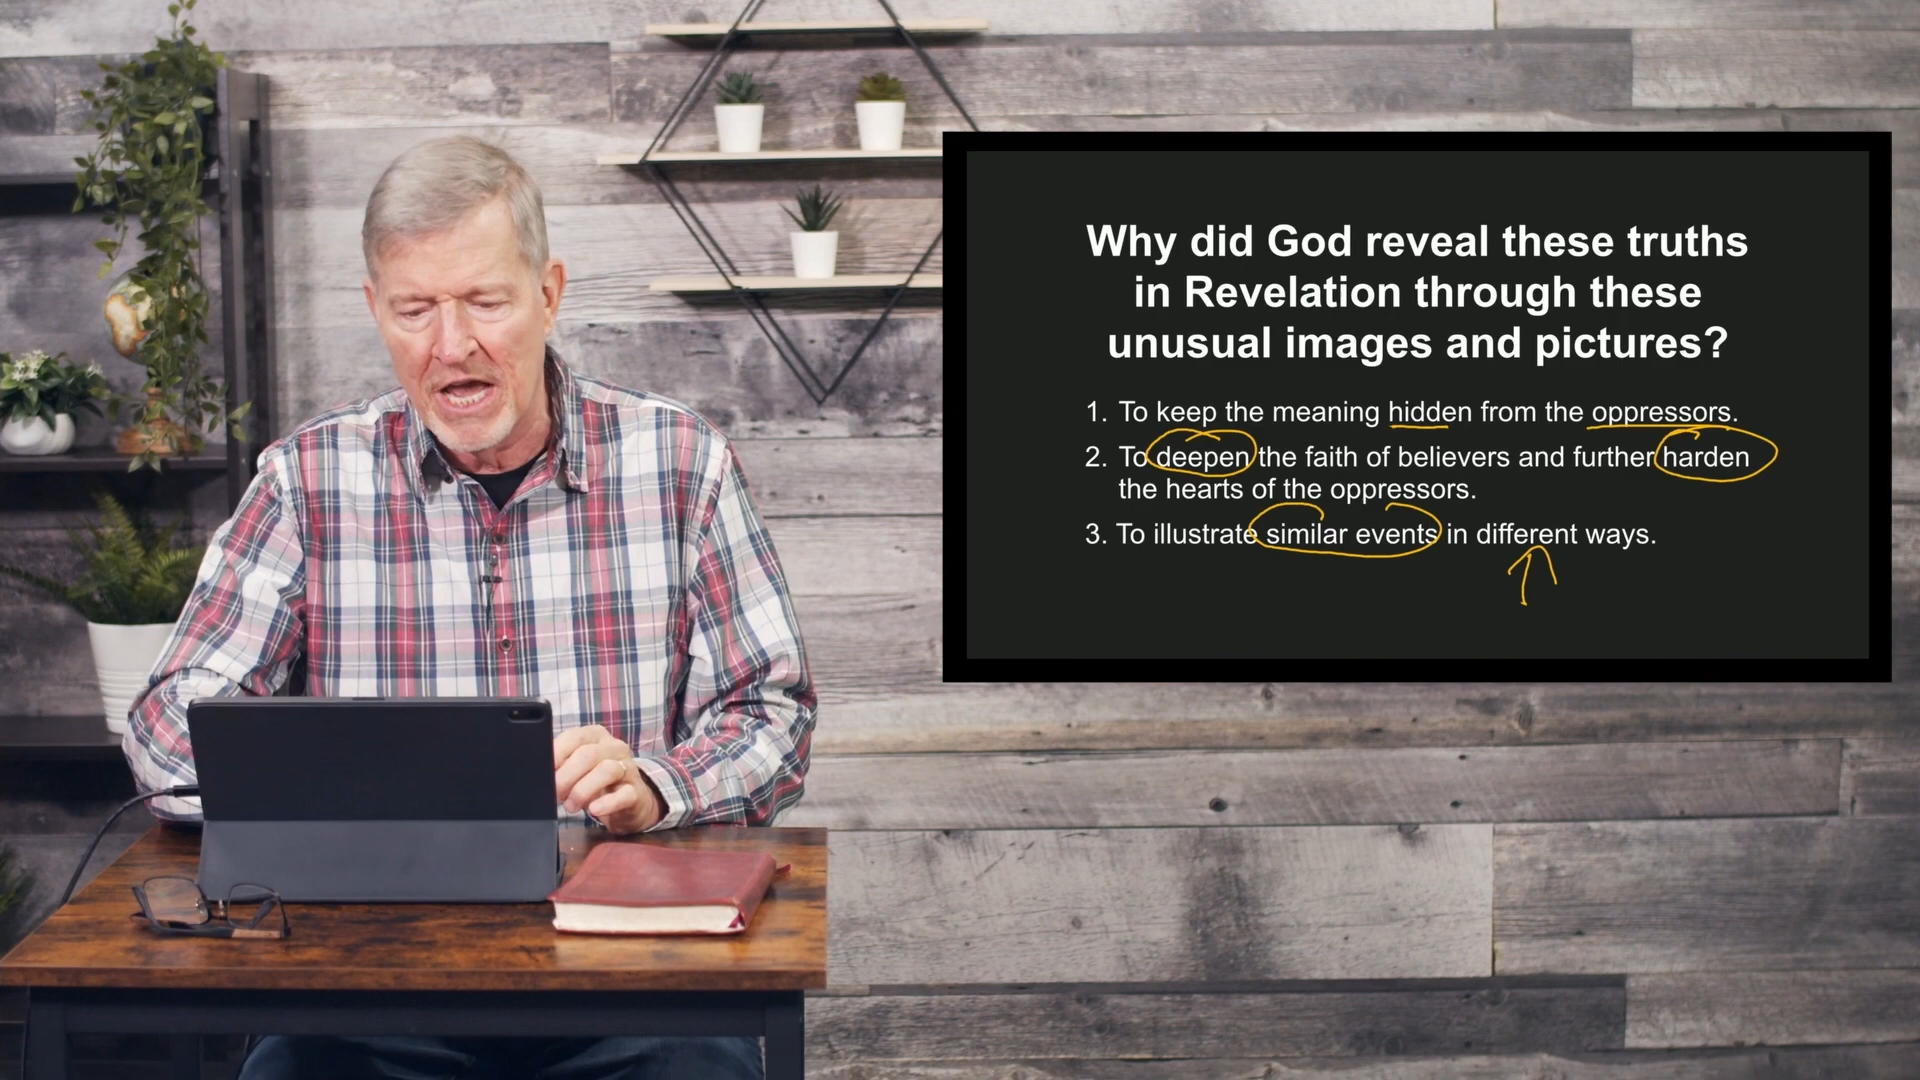 Why did God reveal these truths
in Revelation through these
unusual images and pictures?
1. To keep the meaning hidden from the oppressors.
2. To deepen the faith of believers and further harden
the hearts of the oppressors.
3. To illustrate similar events in different ways.